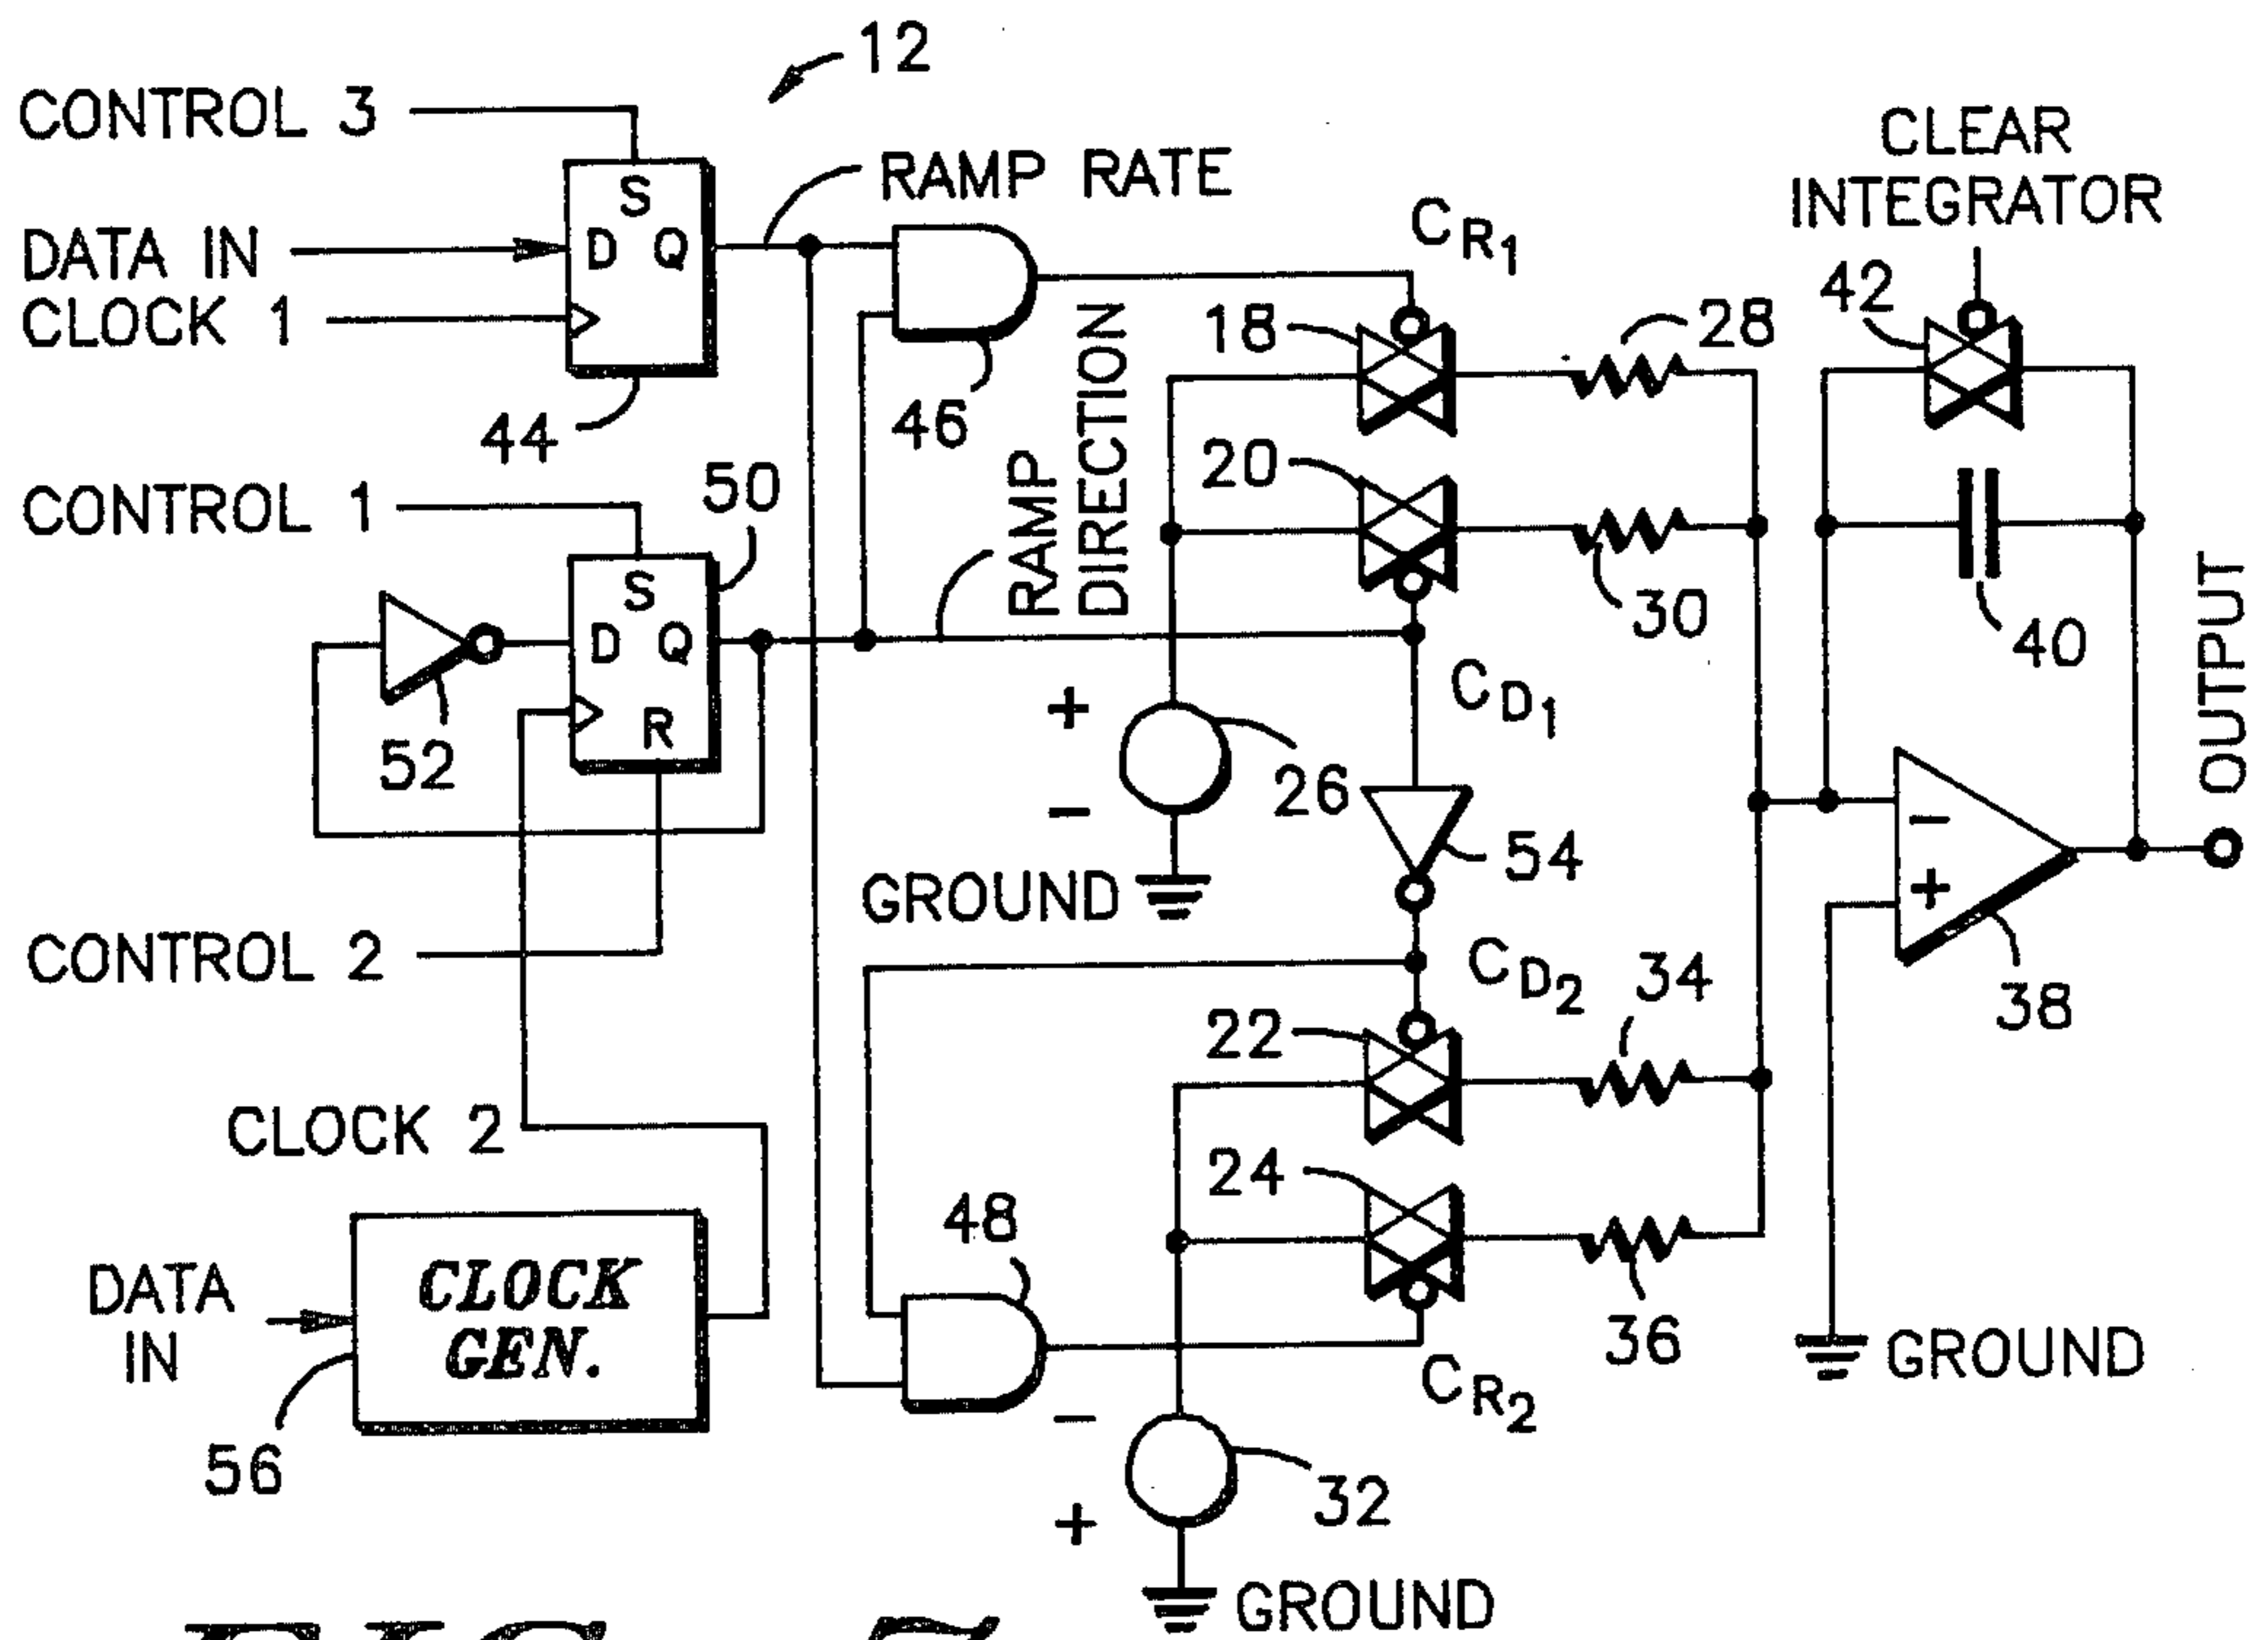 12
CONTROL 3
S
D Q
DATA IN
CLOCK 1
44
RAMP RATE
46
CONTROL 1
50
S
D Q
R
52
CONTROL 2
CLOCK 2
DATA
IN
CLOCK
GEN.
56
RAMP
DIRECTION
CR1
18
28
20
30
CD1
+
-
26
GROUND
54
CD2
22
34
24
36
48
CR2
-
+
32
GROUND
CLEAR
INTEGRATOR
42
40
OUTPUT
-
+
38
GROUND